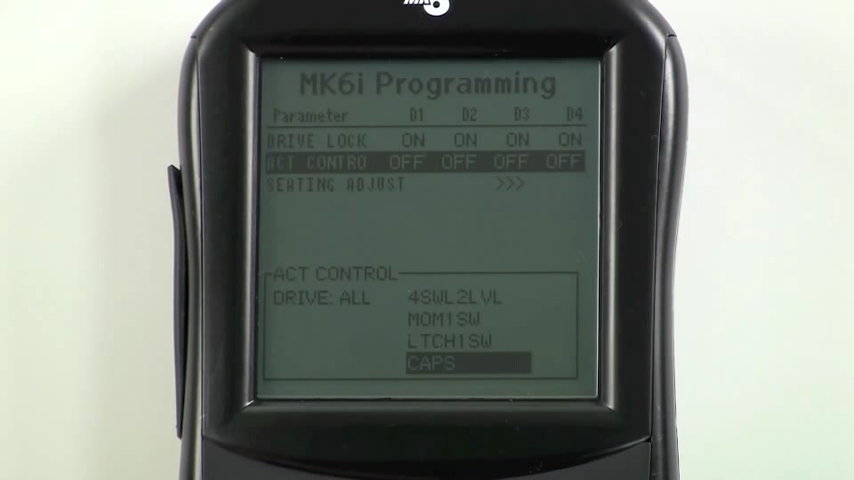 MK6
MK6i Programming
Parameter D1 D2 D3 D4
DRIVE LOCK ON ON ON ON
ACT CONTRO OFF OFF OFF OFF
SEATING ADJUST >>>
ACT CONTROL
DRIVE: ALL 4SWL2LVL
MOM1SW
LTCH1SW
CAPS